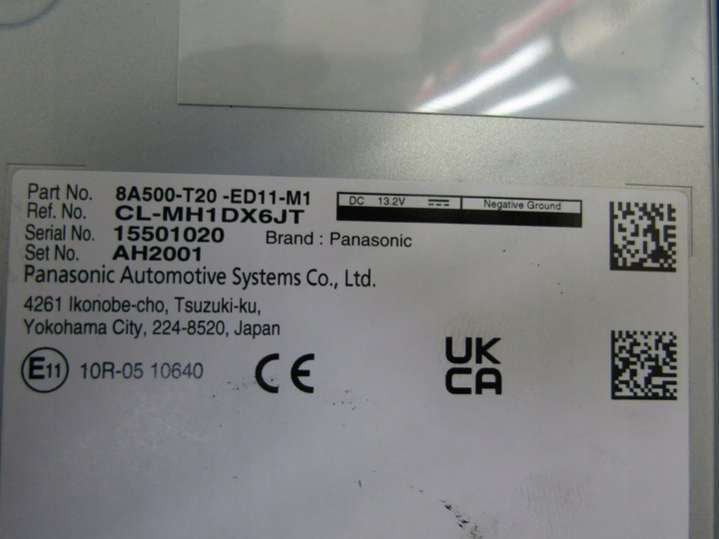 Part No. 8A500-T20 -ED11-M1
DC 13.2V Negative Ground
Ref. No. CL-MH1DX6JT
Serial No. 15501020 Brand : Panasonic
Set No. AH2001
Panasonic Automotive Systems Co., Ltd.
4261 Ikonobe-cho, Tsuzuki-ku,
Yokohama City, 224-8520, Japan
E11 10R-05 10640 CE UK
CA